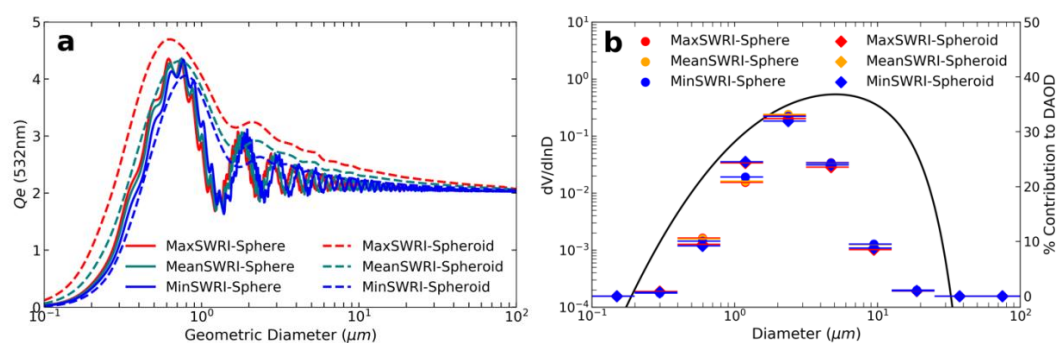 a
Qe (532nm)
5
4
3
2
1
0
MaxSWRI-Sphere
MeanSWRI-Sphere
MinSWRI-Sphere
MaxSWRI-Spheroid
MeanSWRI-Spheroid
MinSWRI-Spheroid
10⁻¹ 10⁰ 10¹ 10²
Geometric Diameter (μm)
b
dV/dlnD
10¹
10⁰
10⁻¹
10⁻²
10⁻³
10⁻⁴
MaxSWRI-Sphere
MeanSWRI-Sphere
MinSWRI-Sphere
MaxSWRI-Spheroid
MeanSWRI-Spheroid
MinSWRI-Spheroid
50
40
30
20
10
0
% Contribution to DAOD
10⁻¹ 10⁰ 10¹ 10²
Diameter (μm)